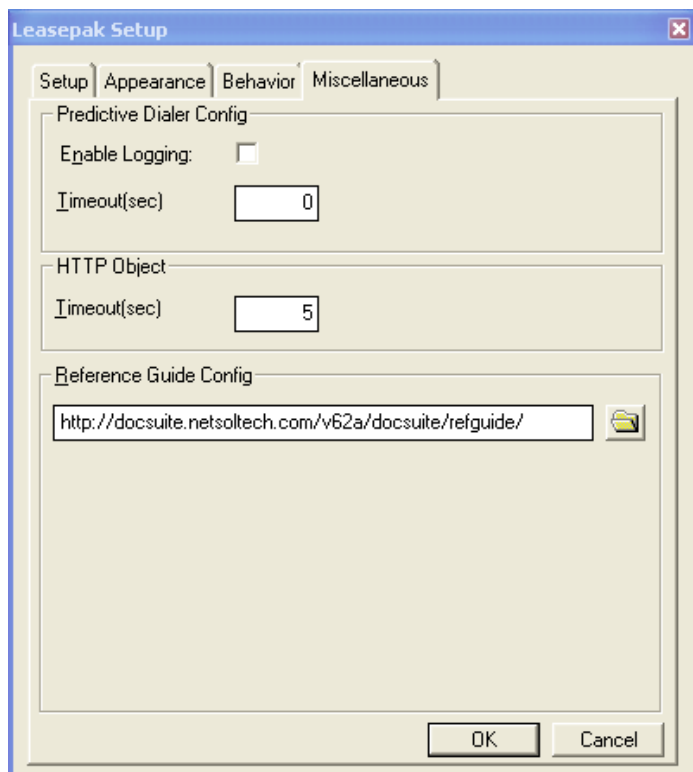 Leasepak Setup
Setup Appearance Behavior Miscellaneous
Predictive Dialer Config
Enable Logging:
Timeout(sec) 0
HTTP Object
Timeout(sec) 5
Reference Guide Config
http://docsuite.netsoltech.com/v62a/docsuite/refguide/
OK Cancel